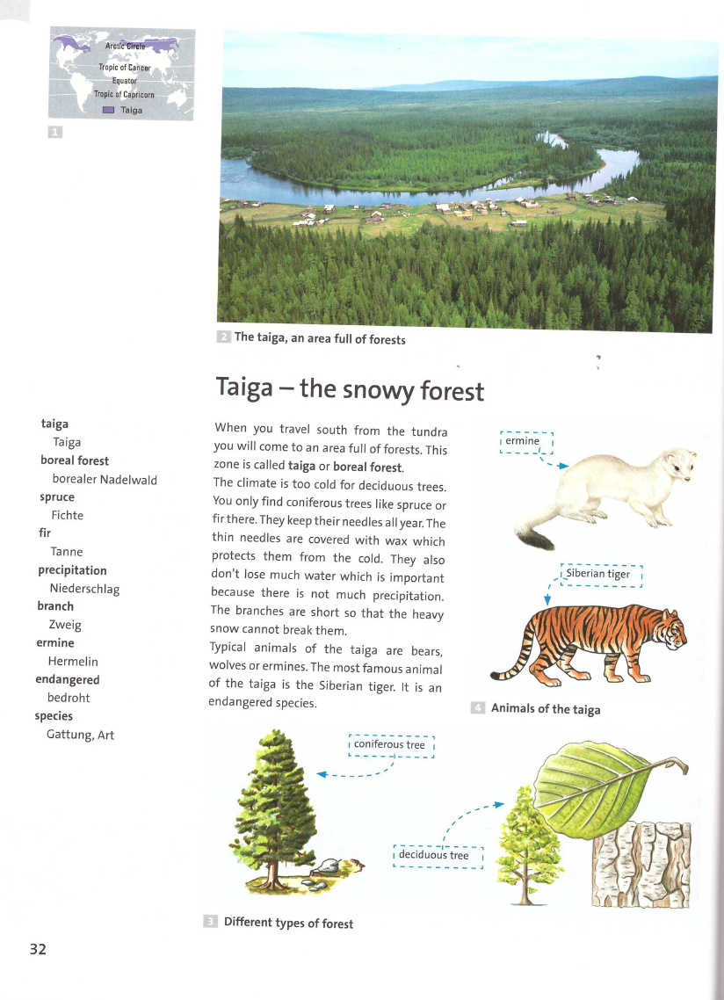 Arctic Circle
Tropic of Cancer
Equator
Tropic of Capricorn
Taiga
1
2 The taiga, an area full of forests
Taiga – the snowy forest
taiga
Taiga
boreal forest
borealer Nadelwald
spruce
Fichte
fir
Tanne
precipitation
Niederschlag
branch
Zweig
ermine
Hermelin
endangered
bedroht
species
Gattung, Art
When you travel south from the tundra
you will come to an area full of forests. This
zone is called taiga or boreal forest.
The climate is too cold for deciduous trees.
You only find coniferous trees like spruce or
fir there. They keep their needles all year. The
thin needles are covered with wax which
protects them from the cold. They also
don't lose much water which is important
because there is not much precipitation.
The branches are short so that the heavy
snow cannot break them.
Typical animals of the taiga are bears,
wolves or ermines. The most famous animal
of the taiga is the Siberian tiger. It is an
endangered species.
ermine
Siberian tiger
4 Animals of the taiga
coniferous tree
deciduous tree
3 Different types of forest
32